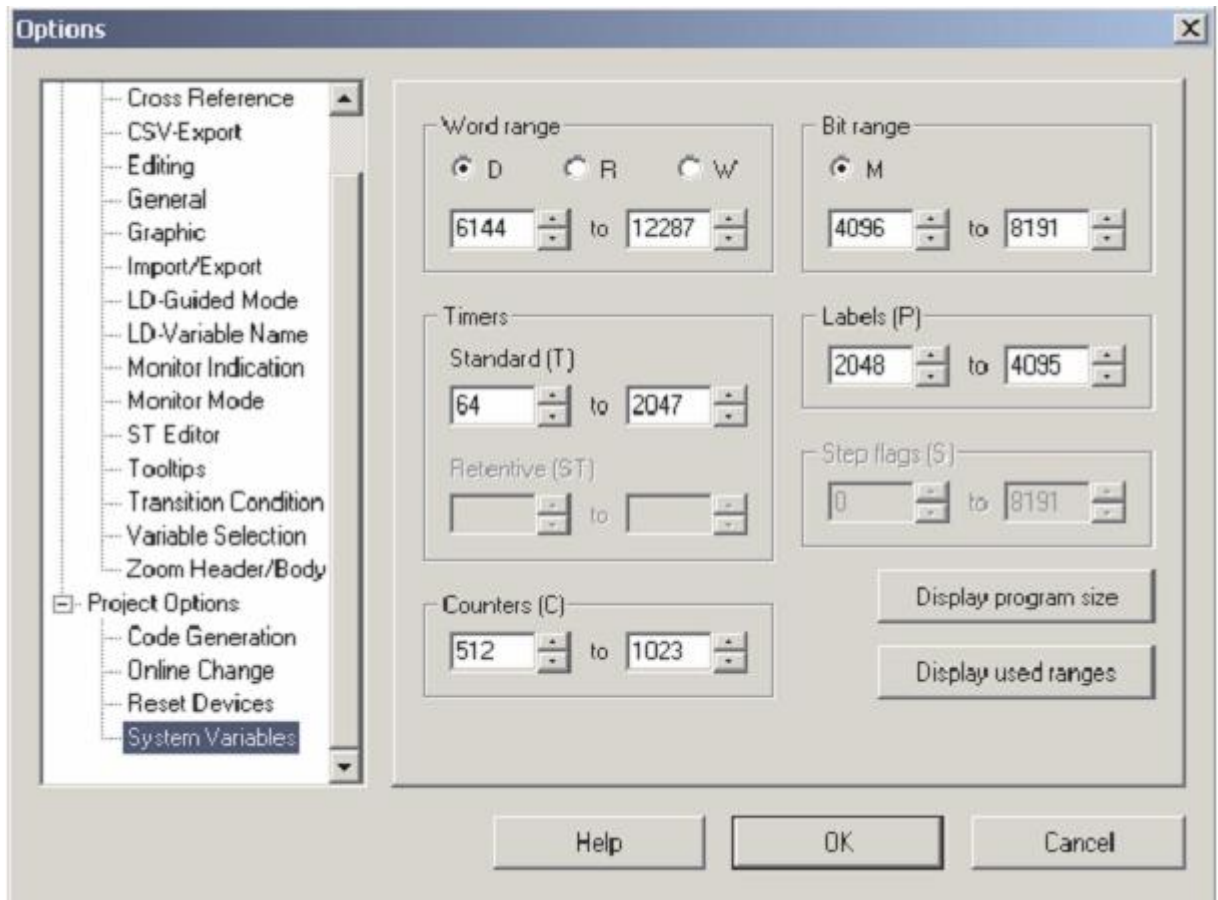 Options
Cross Reference
CSV-Export
Editing
General
Graphic
Import/Export
LD-Guided Mode
LD-Variable Name
Monitor Indication
Monitor Mode
ST Editor
Tooltips
Transition Condition
Variable Selection
Zoom Header/Body
Project Options
Code Generation
Online Change
Reset Devices
System Variables
Word range
D R W
6144 to 12287
Bit range
M
4096 to 8191
Timers
Standard (T)
64 to 2047
Retentive (ST)
to
Labels (P)
2048 to 4095
Step flags (S)
0 to 8191
Counters (C)
512 to 1023
Display program size
Display used ranges
Help OK Cancel